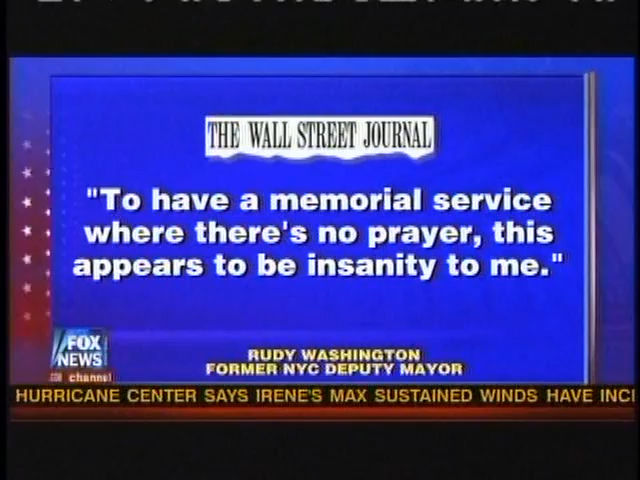 THE WALL STREET JOURNAL
"To have a memorial service
where there's no prayer, this
appears to be insanity to me."
FOX
NEWS
channel
RUDY WASHINGTON
FORMER NYC DEPUTY MAYOR
HURRICANE CENTER SAYS IRENE'S MAX SUSTAINED WINDS HAVE INC